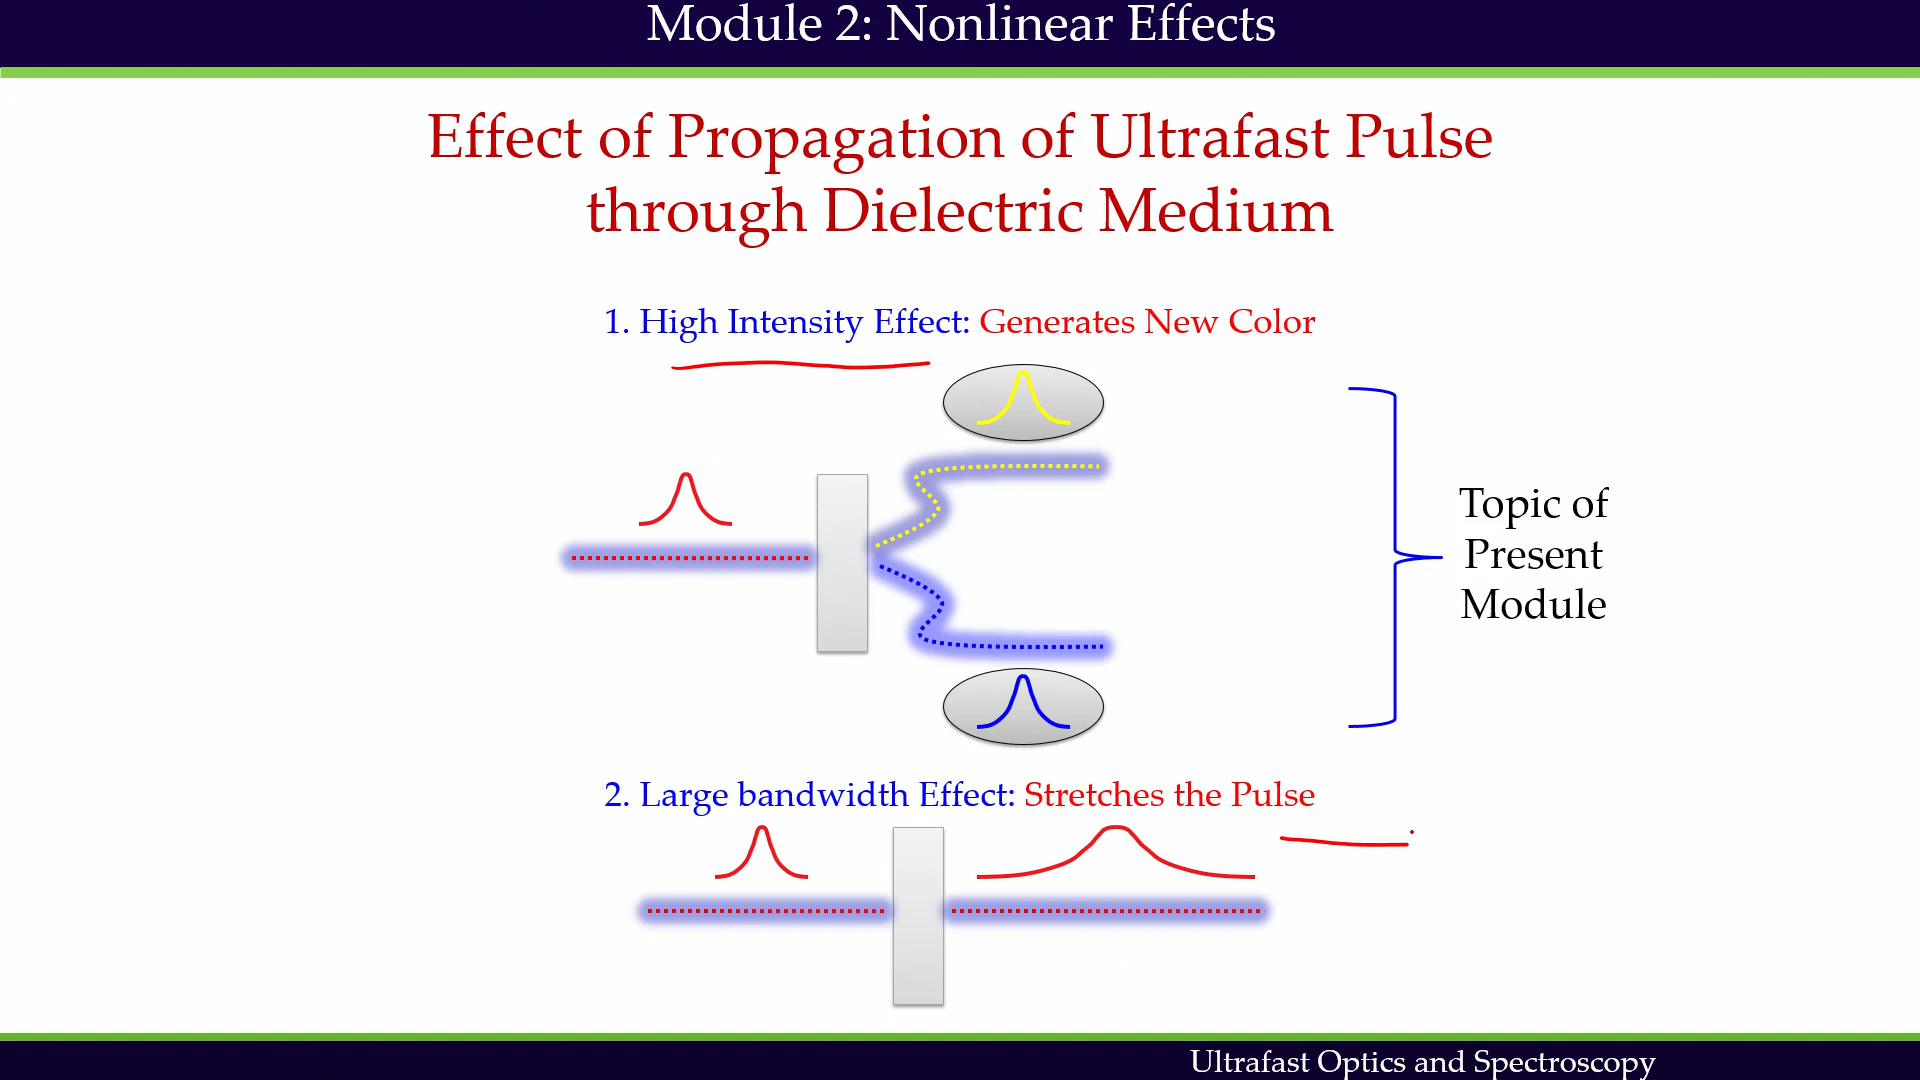 Module 2: Nonlinear Effects
Effect of Propagation of Ultrafast Pulse
through Dielectric Medium
1. High Intensity Effect: Generates New Color
Topic of
Present
Module
2. Large bandwidth Effect: Stretches the Pulse
Ultrafast Optics and Spectroscopy